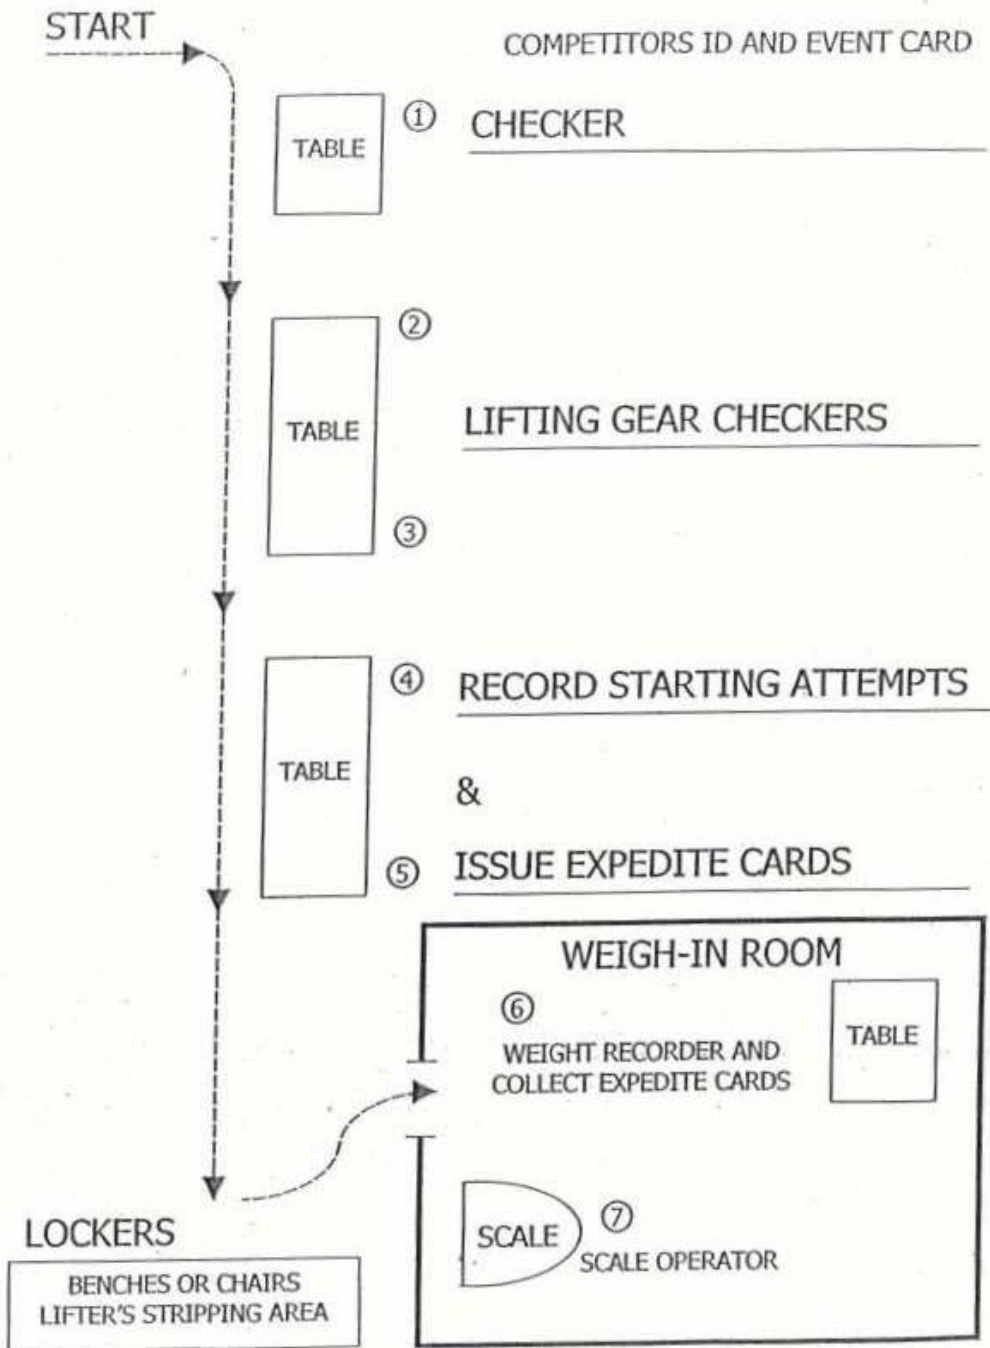 START
COMPETITORS ID AND EVENT CARD
TABLE
① CHECKER
②
TABLE
LIFTING GEAR CHECKERS
③
④ RECORD STARTING ATTEMPTS
TABLE
&
⑤ ISSUE EXPEDITE CARDS
WEIGH-IN ROOM
⑥
TABLE
WEIGHT RECORDER AND
COLLECT EXPEDITE CARDS
SCALE
⑦
SCALE OPERATOR
LOCKERS
BENCHES OR CHAIRS
LIFTER'S STRIPPING AREA